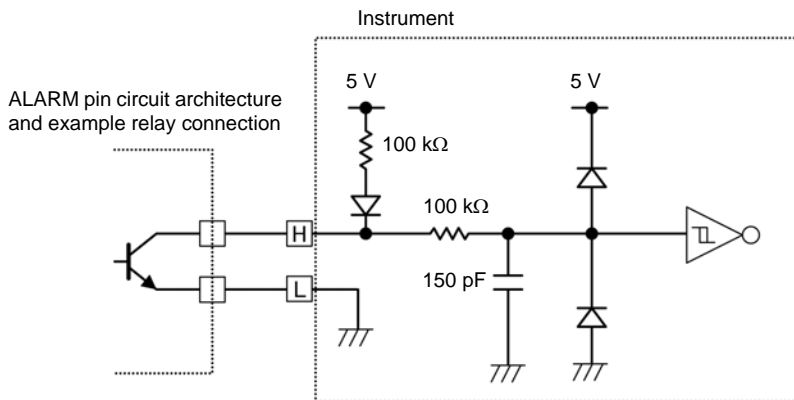 Instrument
ALARM pin circuit architecture
and example relay connection
5 V
5 V
100 kΩ
100 kΩ
H
150 pF
L